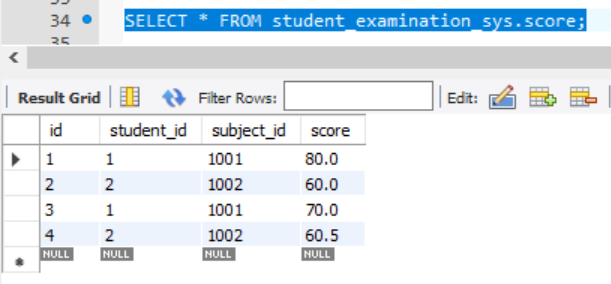 34 SELECT * FROM student_examination_sys.score;
35
Result Grid Filter Rows: Edit:
id student_id subject_id score
1 1 1001 80.0
2 2 1002 60.0
3 1 1001 70.0
4 2 1002 60.5
NULL NULL NULL NULL